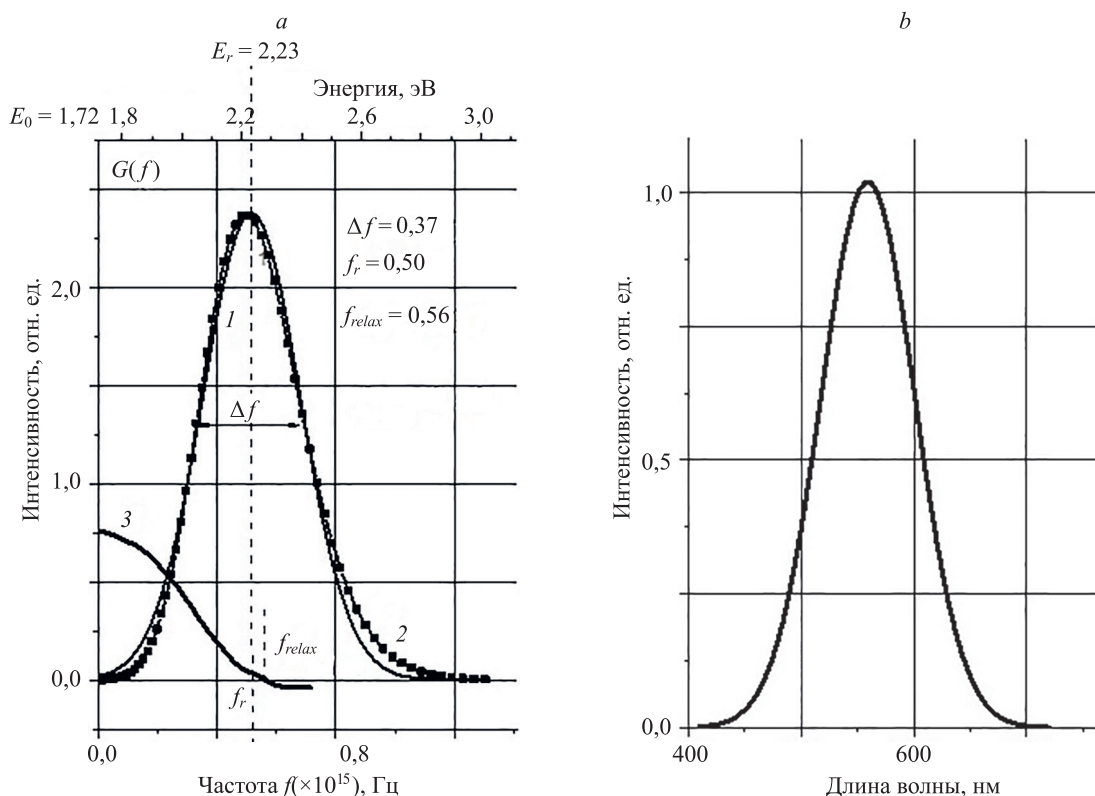 a
E_r = 2,23
Энергия, эВ
E_0 = 1,72 1,8 2,2 2,6 3,0
G(f)
Δf = 0,37
f_r = 0,50
f_relax = 0,56
2,0
1
Δf
1,0
3
2
f_relax
0,0
f_r
0,0 0,8
Частота f(×10^15), Гц
Интенсивность, отн. ед.
b
1,0
0,5
0,0
400 600
Длина волны, нм
Интенсивность, отн. ед.